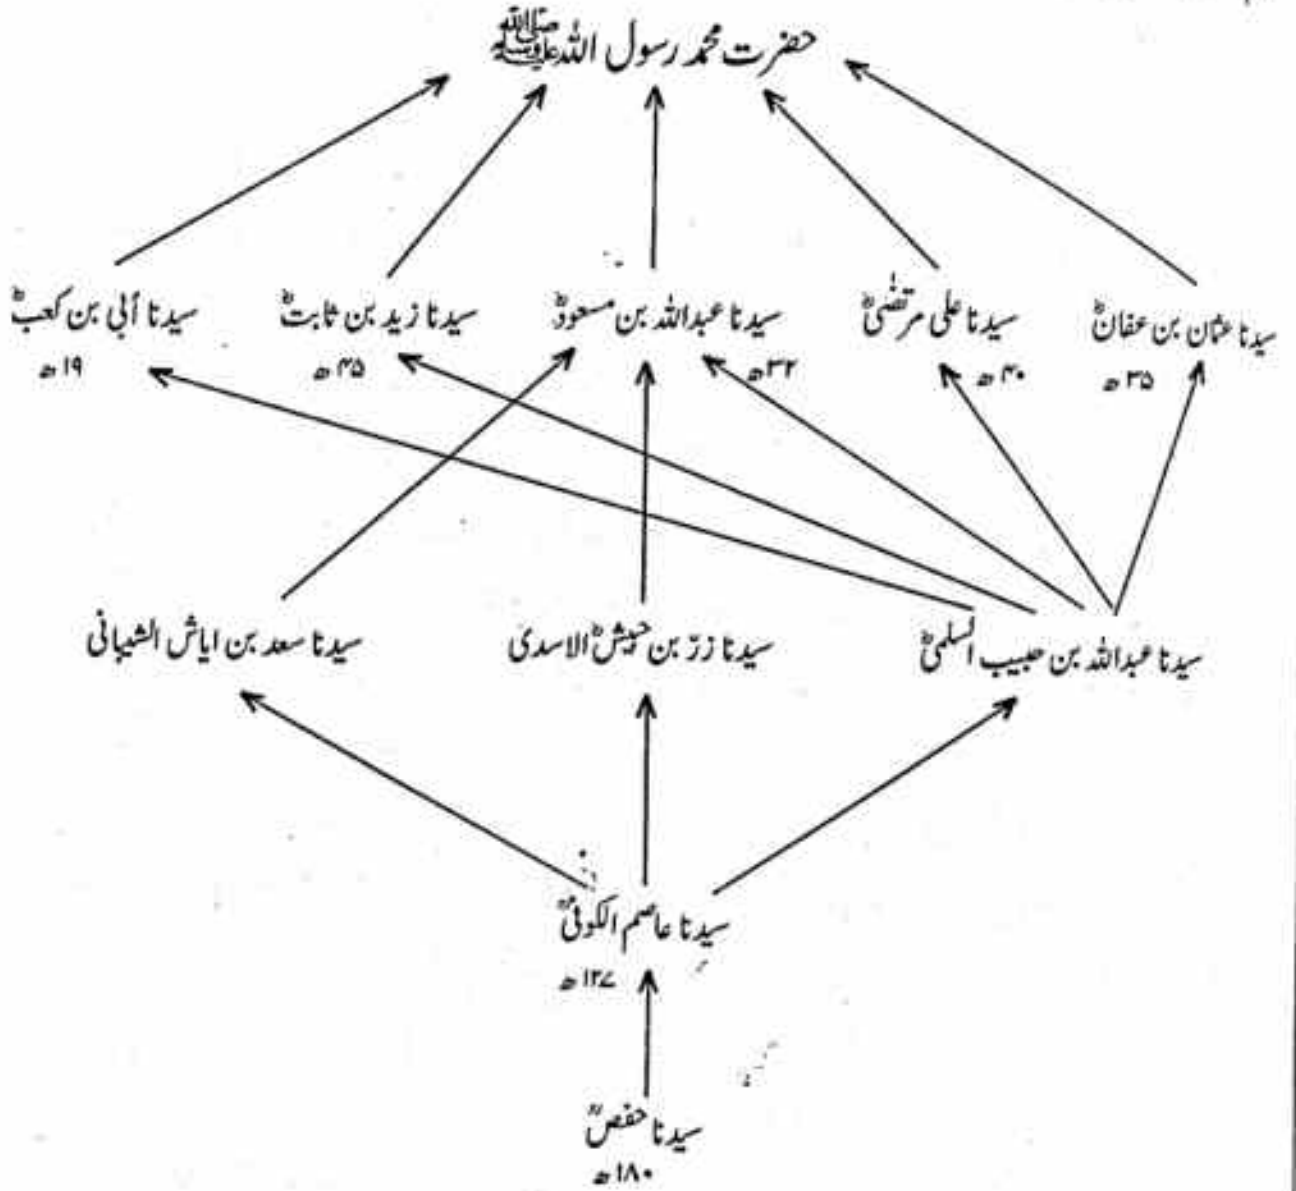 حضرت محمد رسول اللہ ﷺ
سیدنا عثمان بن عفانؓ
۳۵ھ
سیدنا علی مرتضٰیؓ
۴۰ھ
سیدنا عبداللہ بن مسعودؓ
۳۲ھ
سیدنا زید بن ثابتؓ
۴۵ھ
سیدنا اُبی بن کعبؓ
۱۹ھ
سیدنا عبداللہ بن حبیب السلمیؓ
سیدنا زرّ بن حبیشؓ الاسدی
سیدنا سعد بن ایاش الشیبانی
سیدنا عاصم الکوفیؒ
۱۲۷ھ
سیدنا حفصؒ
۱۸۰ھ